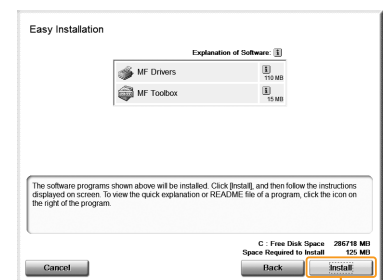 Easy Installation
Explanation of Software: i
MF Drivers
i
110 MB
MF Toolbox
i
15 MB
The software programs shown above will be installed. Click [Install], and then follow the instructions
displayed on screen. To view the quick explanation or README file of a program, click the icon on
the right of the program.
C : Free Disk Space 286718 MB
Space Required to Install 125 MB
Cancel
Back
Install